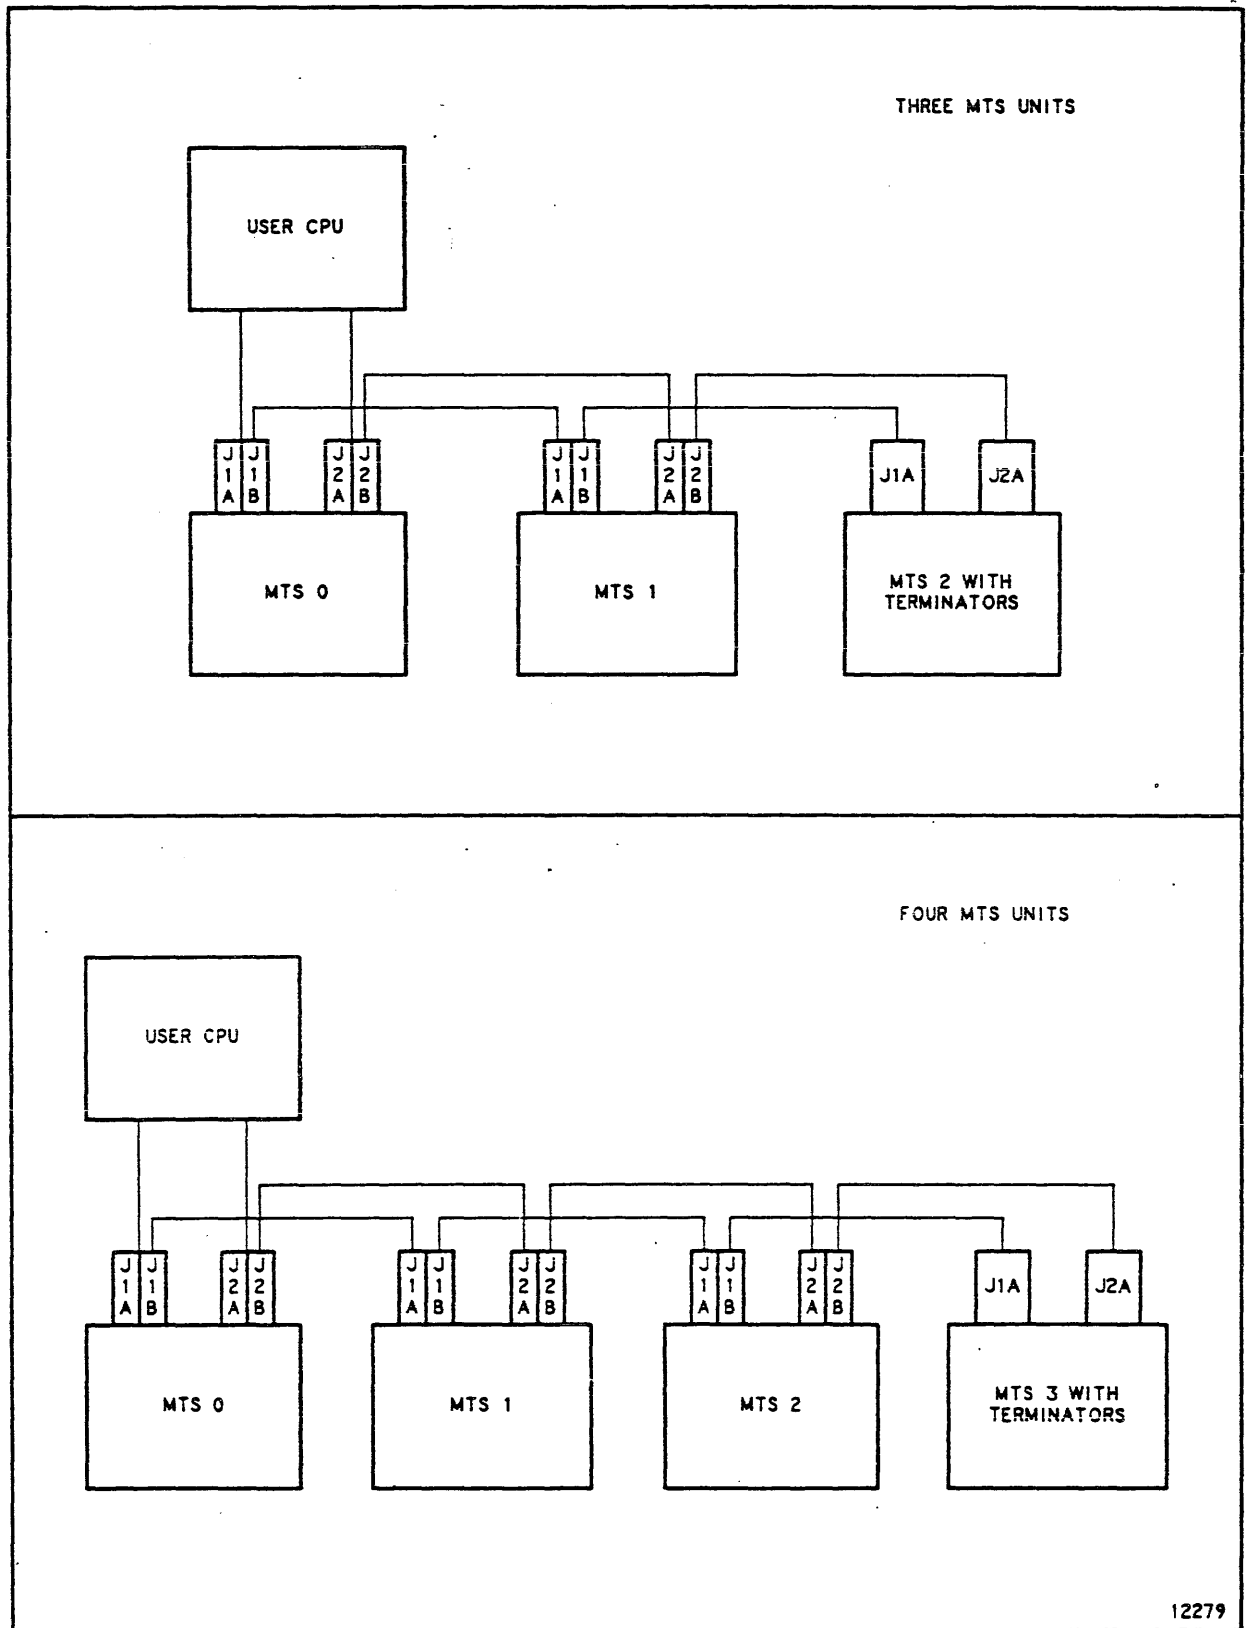 THREE MTS UNITS
USER CPU
J1A
J1B
J2A
J2B
J1A
J1B
J2A
J2B
J1A
J2A
MTS 0
MTS 1
MTS 2 WITH
TERMINATORS
FOUR MTS UNITS
USER CPU
J1A
J1B
J2A
J2B
J1A
J1B
J2A
J2B
J1A
J1B
J2A
J2B
J1A
J2A
MTS 0
MTS 1
MTS 2
MTS 3 WITH
TERMINATORS
12279